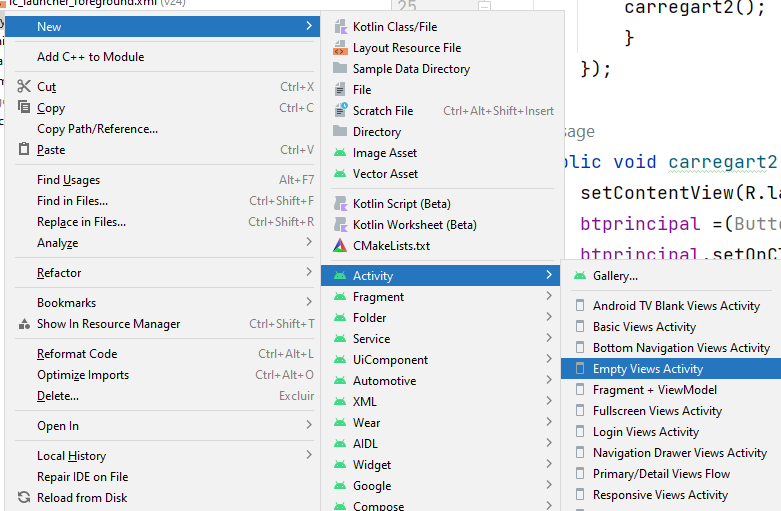 ic_launcher_foreground.xml (v24)
25
carregart2();
}
});
New
Add C++ to Module
Cut Ctrl+X
Copy Ctrl+C
Copy Path/Reference...
Paste Ctrl+V
Find Usages Alt+F7
Find in Files... Ctrl+Shift+F
Replace in Files... Ctrl+Shift+R
Analyze
Refactor
Bookmarks
Show In Resource Manager Ctrl+Shift+T
Reformat Code Ctrl+Alt+L
Optimize Imports Ctrl+Alt+O
Delete... Excluir
Open In
Local History
Repair IDE on File
Reload from Disk
Kotlin Class/File
Layout Resource File
Sample Data Directory
File
Scratch File Ctrl+Alt+Shift+Insert
Directory
Image Asset
Vector Asset
Kotlin Script (Beta)
Kotlin Worksheet (Beta)
CMakeLists.txt
Activity
Fragment
Folder
Service
UiComponent
Automotive
XML
Wear
AIDL
Widget
Google
Compose
sage
blic void carregart2
setContentView(R.la
btprincipal =(Butto
btprincipal.setOnCl
Gallery...
Android TV Blank Views Activity
Basic Views Activity
Bottom Navigation Views Activity
Empty Views Activity
Fragment + ViewModel
Fullscreen Views Activity
Login Views Activity
Navigation Drawer Views Activity
Primary/Detail Views Flow
Responsive Views Activity